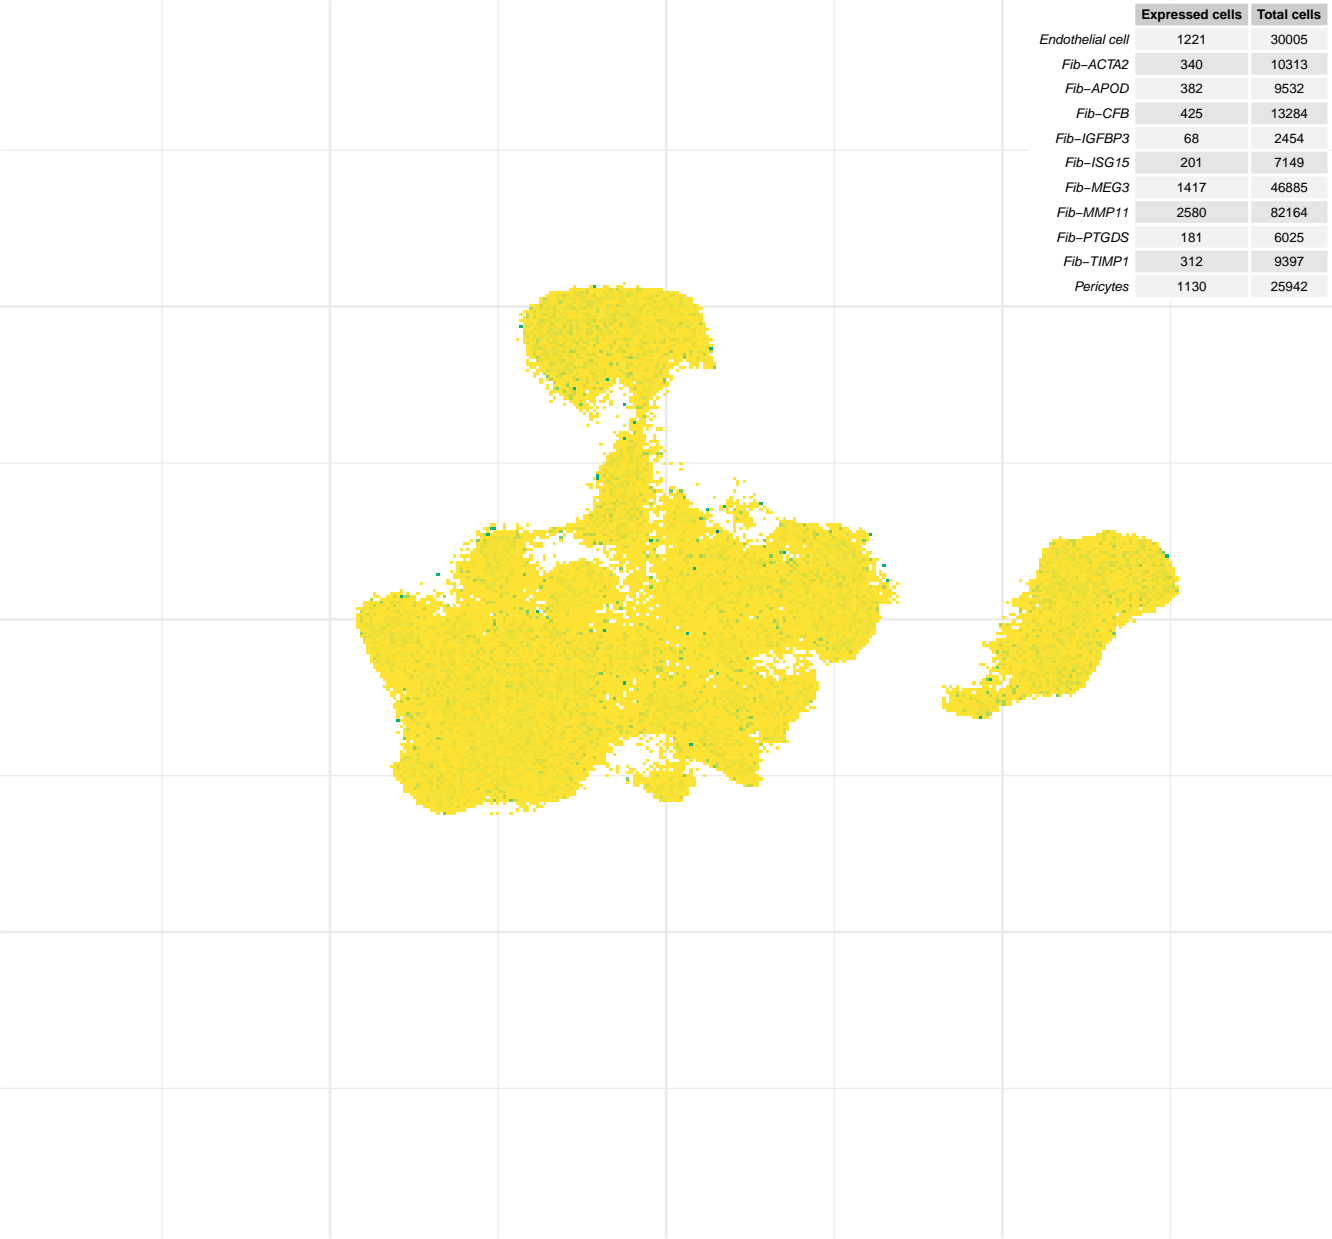 Expressed cells Total cells
Endothelial cell 1221 30005
Fib−ACTA2 340 10313
Fib−APOD 382 9532
Fib−CFB 425 13284
Fib−IGFBP3 68 2454
Fib−ISG15 201 7149
Fib−MEG3 1417 46885
Fib−MMP11 2580 82164
Fib−PTGDS 181 6025
Fib−TIMP1 312 9397
Pericytes 1130 25942